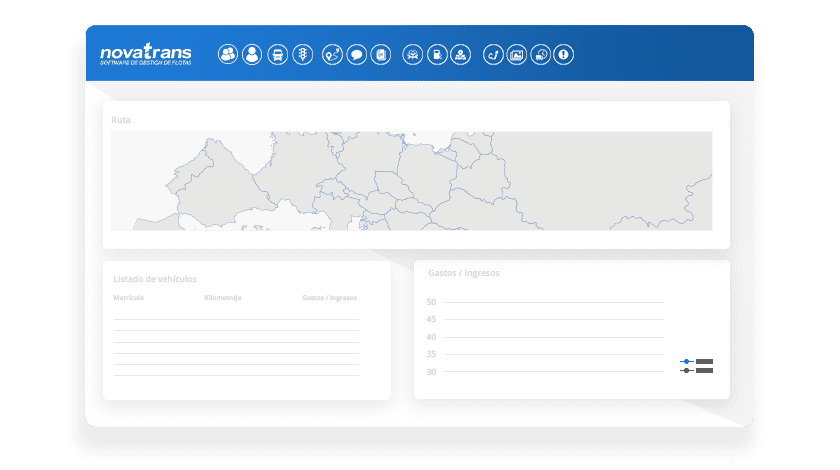 novatrans
SOFTWARE DE GESTIÓN DE FLOTAS
Ruta
Listado de vehículos
Matrícula Kilometraje Gastos / Ingresos
Gastos / Ingresos
50
45
40
35
30